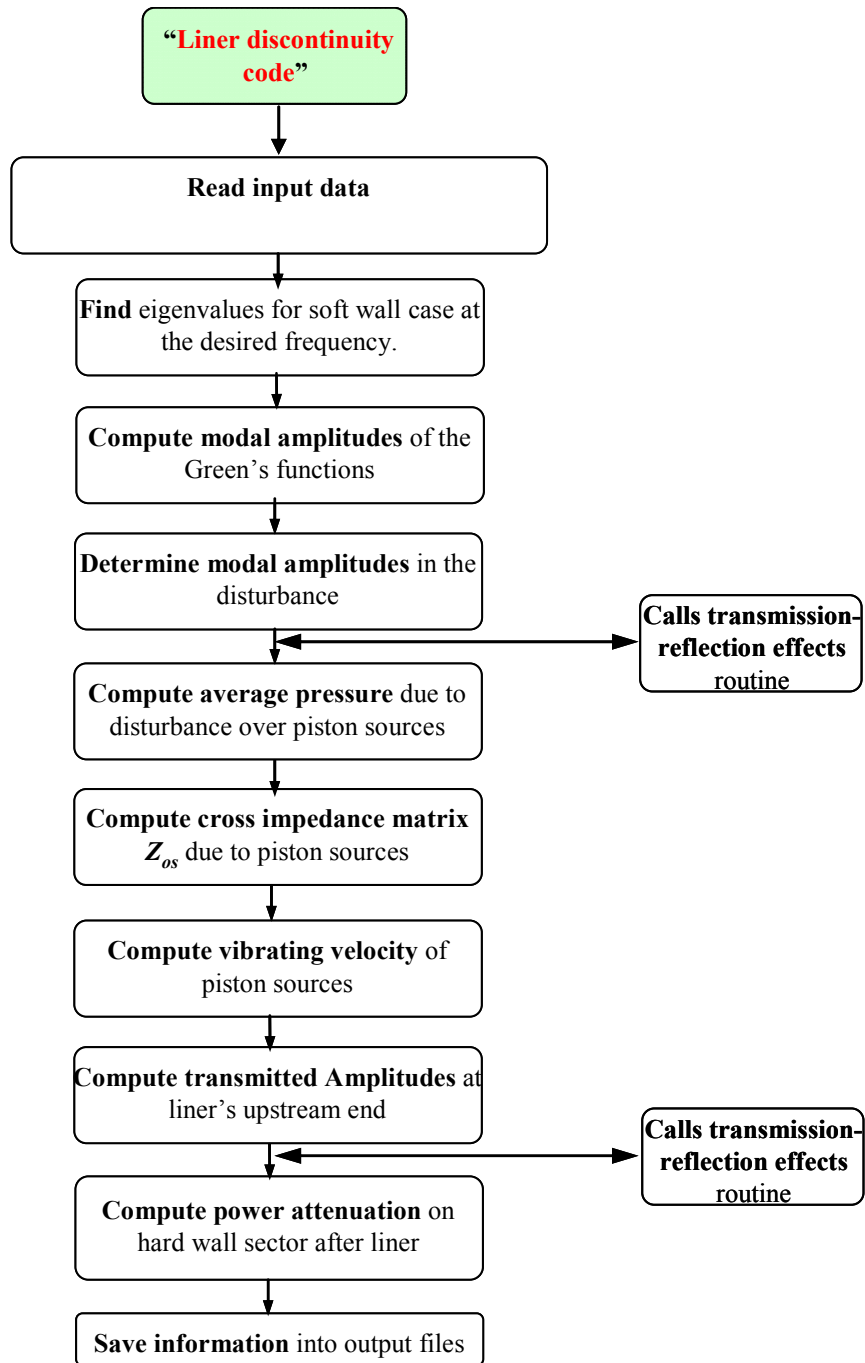 “Liner discontinuity
code”
Read input data
Find eigenvalues for soft wall case at
the desired frequency.
Compute modal amplitudes of the
Green’s functions
Determine modal amplitudes in the
disturbance
Calls transmission-
reflection effects
routine
Compute average pressure due to
disturbance over piston sources
Compute cross impedance matrix
Zos due to piston sources
Compute vibrating velocity of
piston sources
Compute transmitted Amplitudes at
liner’s upstream end
Calls transmission-
reflection effects
routine
Compute power attenuation on
hard wall sector after liner
Save information into output files